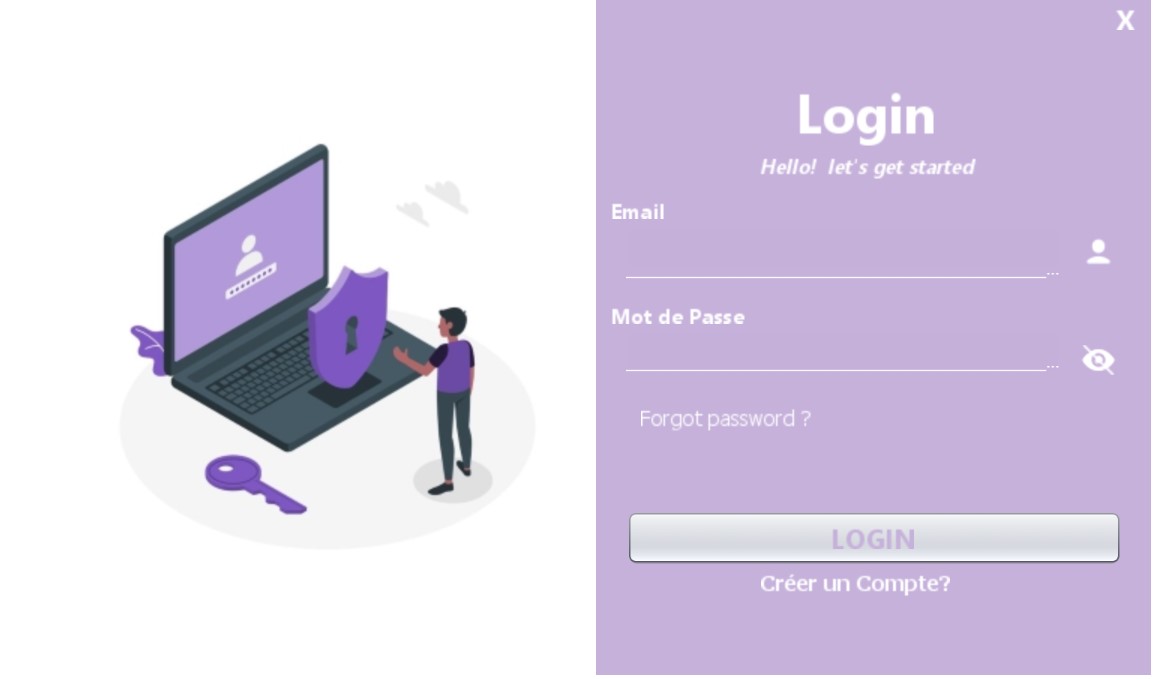 X
Login
Hello! let's get started
Email
...
Mot de Passe
...
Forgot password ?
LOGIN
Créer un Compte?